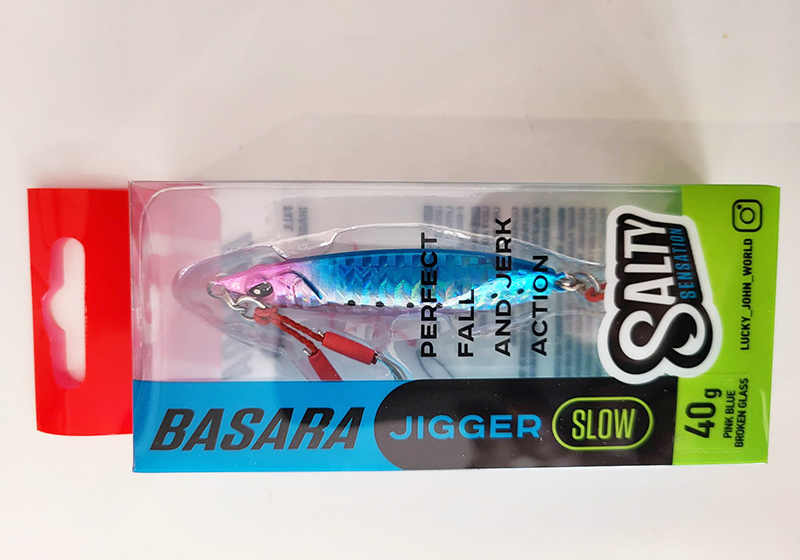 PERFECT
FALL
AND JERK
ACTION
SALTY
SENSATION
LUCKY_JOHN_WORLD
BASARA JIGGER SLOW
40g
PINK BLUE
BROKEN GLASS